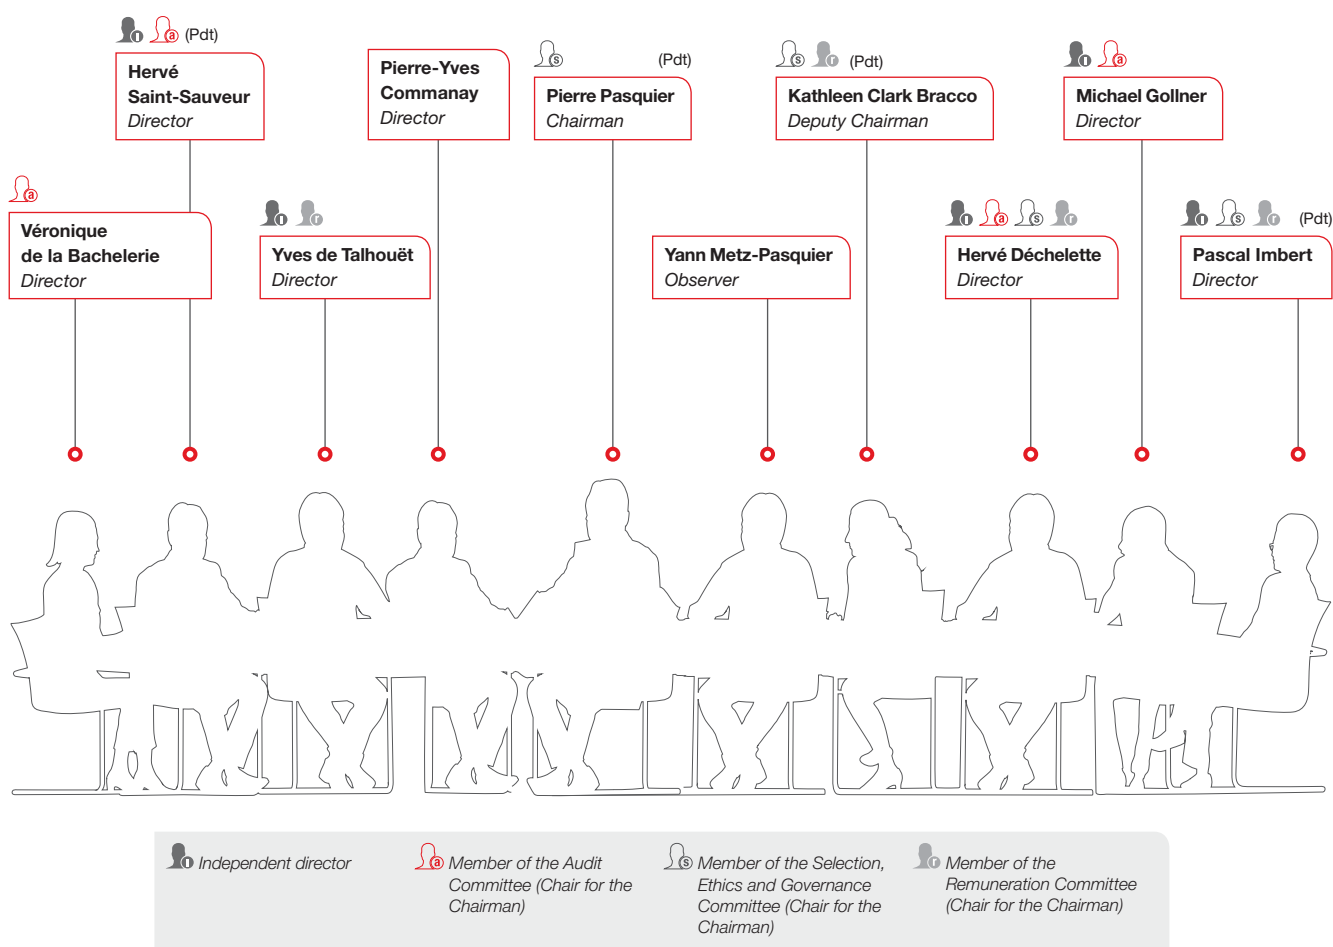 (Pdt)
Hervé
Saint-Sauveur
Director
Pierre-Yves
Commanay
Director
(Pdt)
Pierre Pasquier
Chairman
(Pdt)
Kathleen Clark Bracco
Deputy Chairman
Michael Gollner
Director
Véronique
de la Bachelerie
Director
Yves de Talhouët
Director
Yann Metz-Pasquier
Observer
Hervé Déchelette
Director
(Pdt)
Pascal Imbert
Director
Independent director
Member of the Audit
Committee (Chair for the
Chairman)
Member of the Selection,
Ethics and Governance
Committee (Chair for the
Chairman)
Member of the
Remuneration Committee
(Chair for the Chairman)